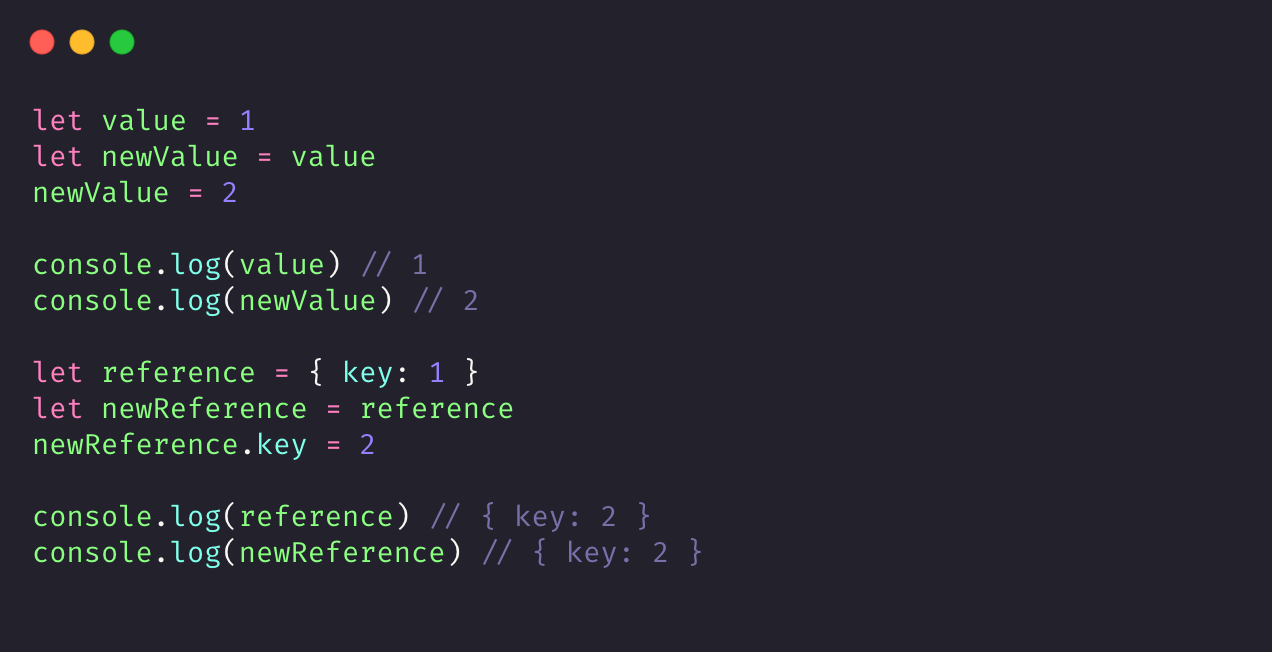 let value = 1
let newValue = value
newValue = 2
console.log(value) // 1
console.log(newValue) // 2
let reference = { key: 1 }
let newReference = reference
newReference.key = 2
console.log(reference) // { key: 2 }
console.log(newReference) // { key: 2 }